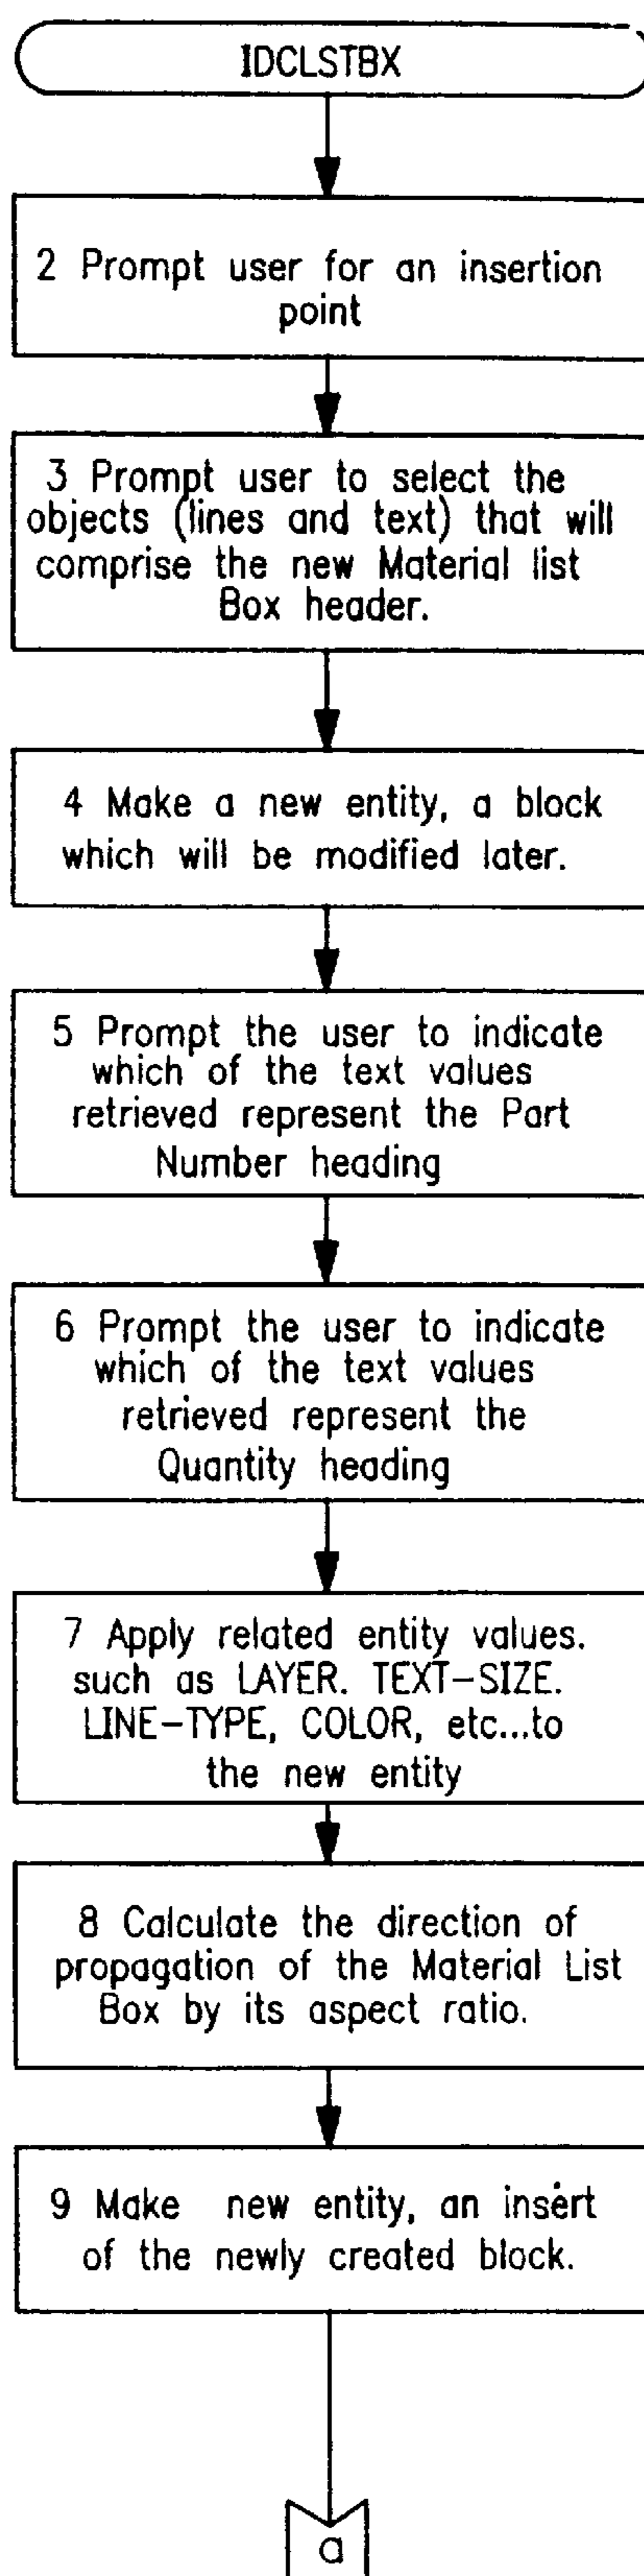 IDCLSTBX
2 Prompt user for an insertion
point
3 Prompt user to select the
objects (lines and text) that will
comprise the new Material list
Box header.
4 Make a new entity, a block
which will be modified later.
5 Prompt the user to indicate
which of the text values
retrieved represent the Part
Number heading
6 Prompt the user to indicate
which of the text values
retrieved represent the
Quantity heading
7 Apply related entity values.
such as LAYER. TEXT-SIZE.
LINE-TYPE, COLOR, etc...to
the new entity
8 Calculate the direction of
propagation of the Material List
Box by its aspect ratio.
9 Make new entity, an insert
of the newly created block.
a